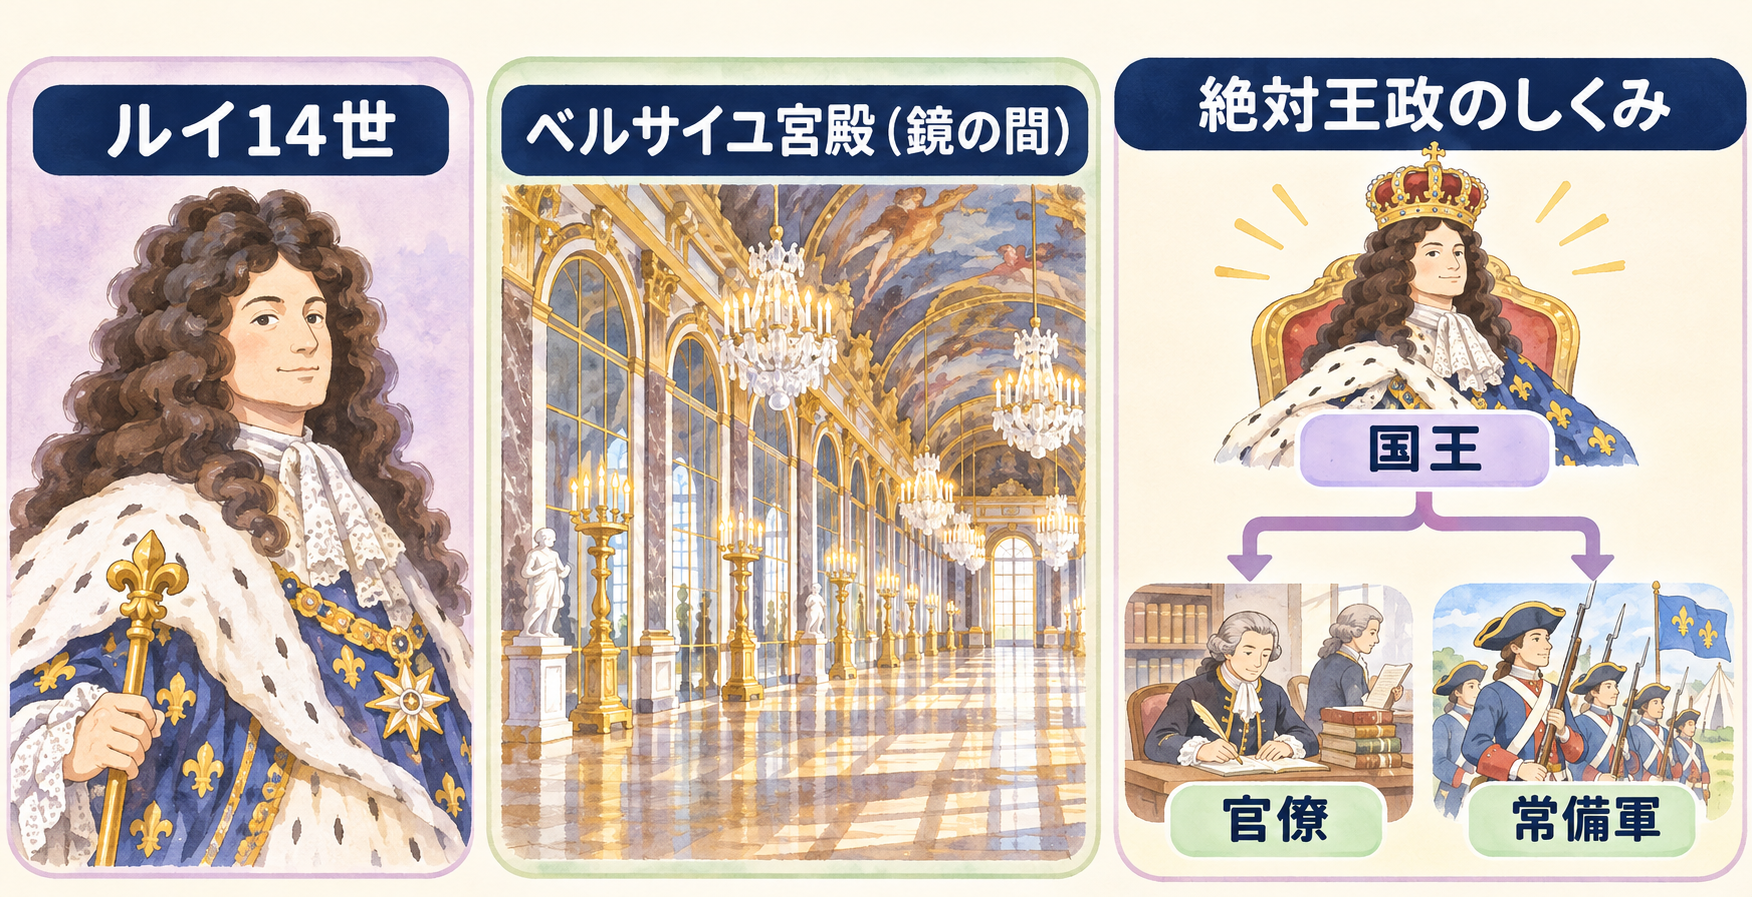 ルイ14世
ベルサイユ宮殿（鏡の間）
絶対王政のしくみ
国王
官僚
常備軍